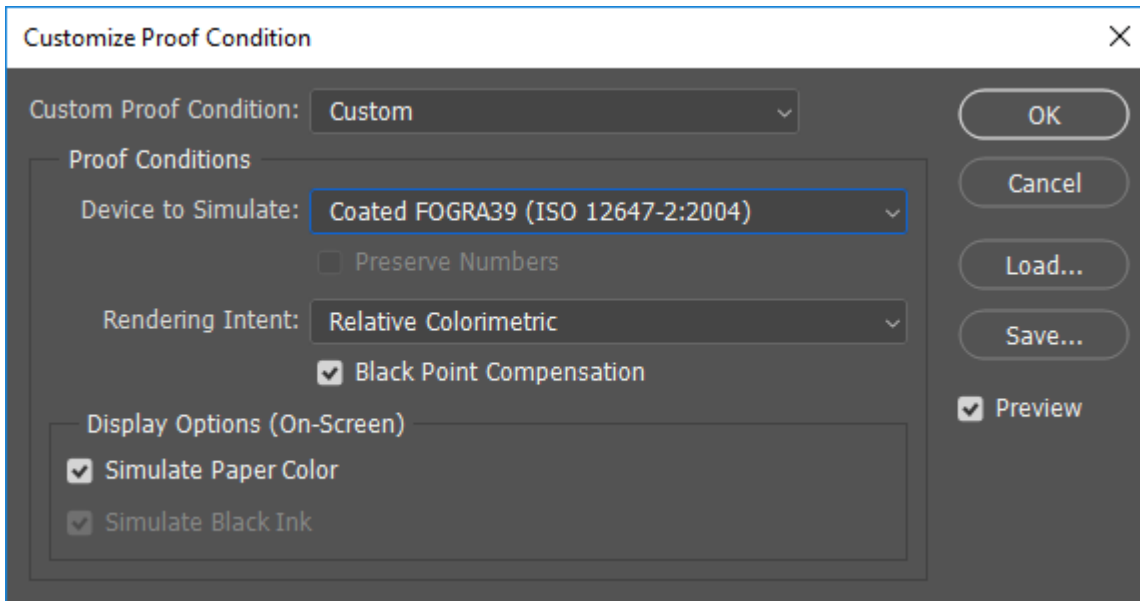 Customize Proof Condition
Custom Proof Condition: Custom
OK
Proof Conditions
Cancel
Device to Simulate: Coated FOGRA39 (ISO 12647-2:2004)
Preserve Numbers
Load...
Rendering Intent: Relative Colorimetric
Save...
Black Point Compensation
Preview
Display Options (On-Screen)
Simulate Paper Color
Simulate Black Ink